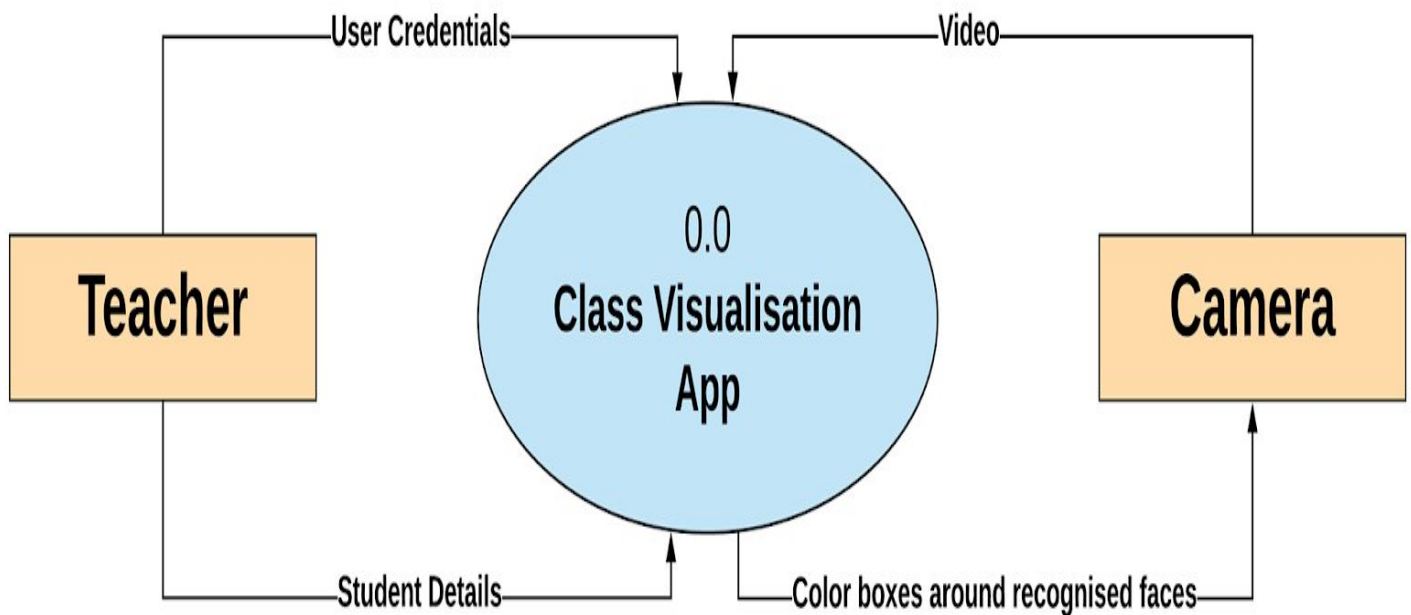 User Credentials
Video
Teacher
0.0
Class Visualisation
App
Camera
Student Details
Color boxes around recognised faces